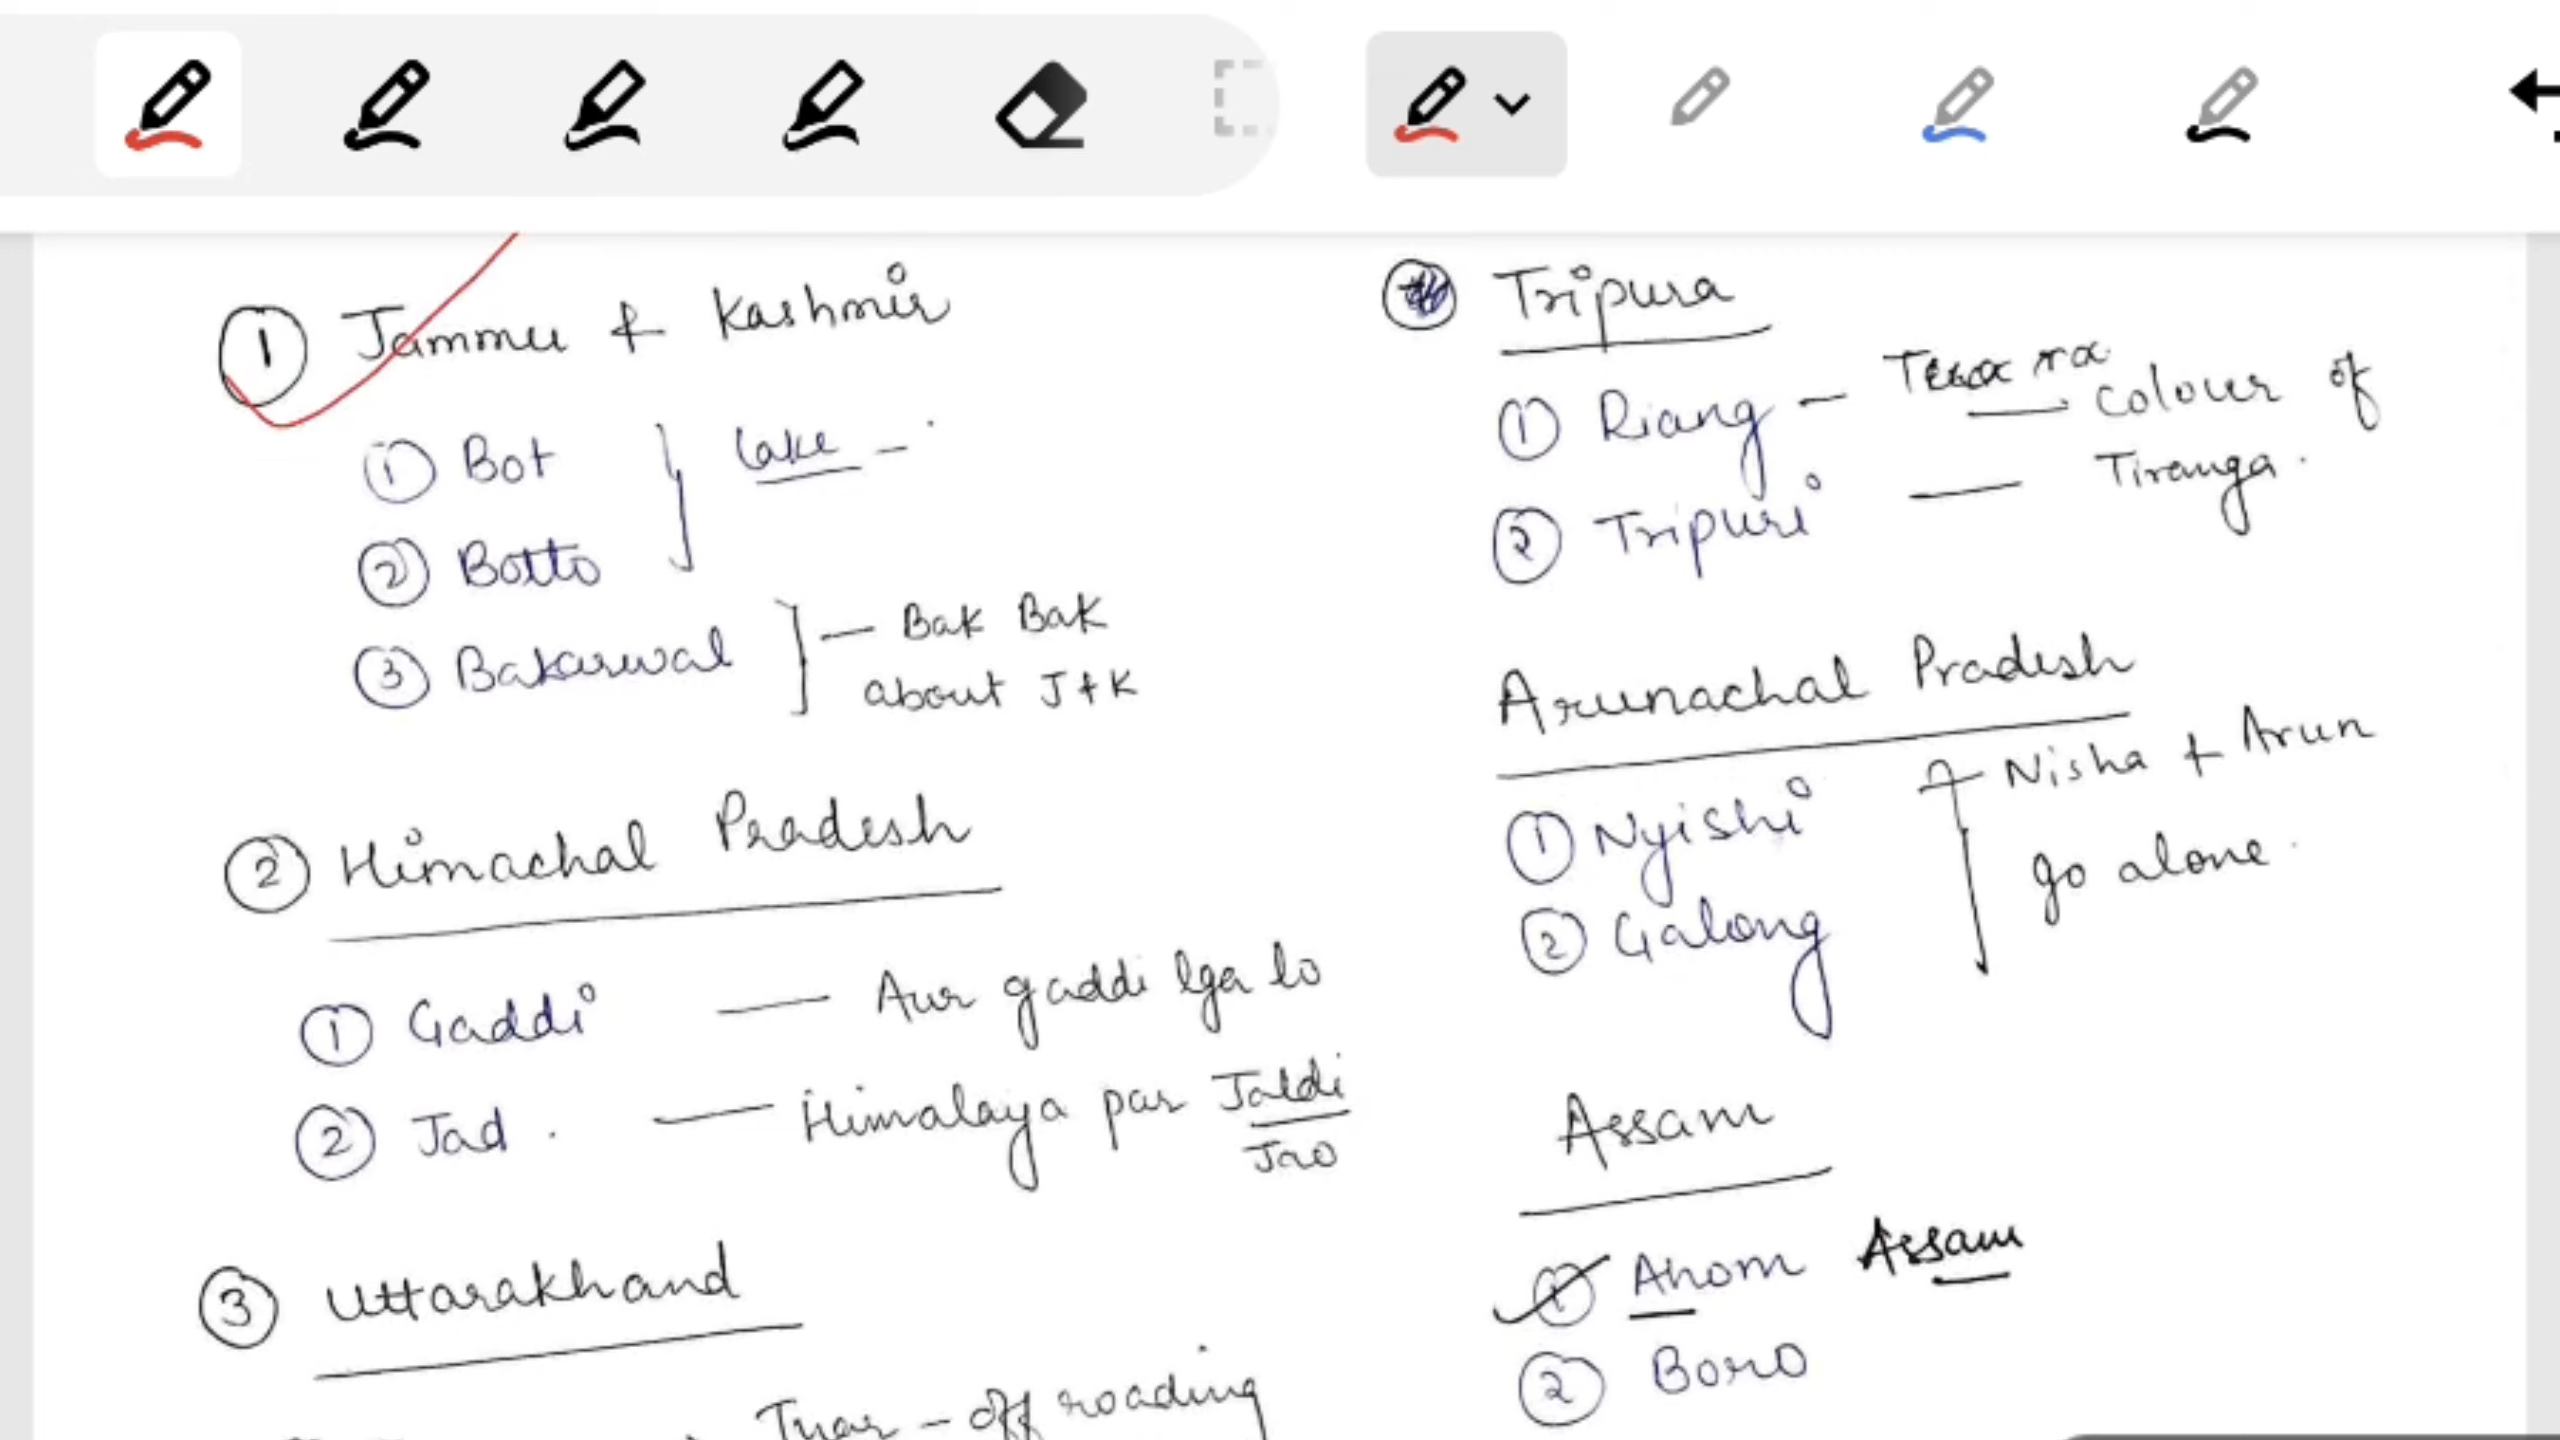 ① Jammu & Kashmir
① Bot
lake -
② Botto
③ Bakarwal
— Bak Bak
about J+K
② Himachal Pradesh
① Gaddi — Aur gaddi lga lo
② Jad. — Himalaya par Jaldi
Jao
③ Uttarakhand
- off roading
Tripura
① Riang —
— Colour of
② Tripuri — Tiranga.
Arunachal Pradesh
① Nyishi
Nisha + Arun
② Galong
go alone.
Assam
① Ahom Assam
② Boro